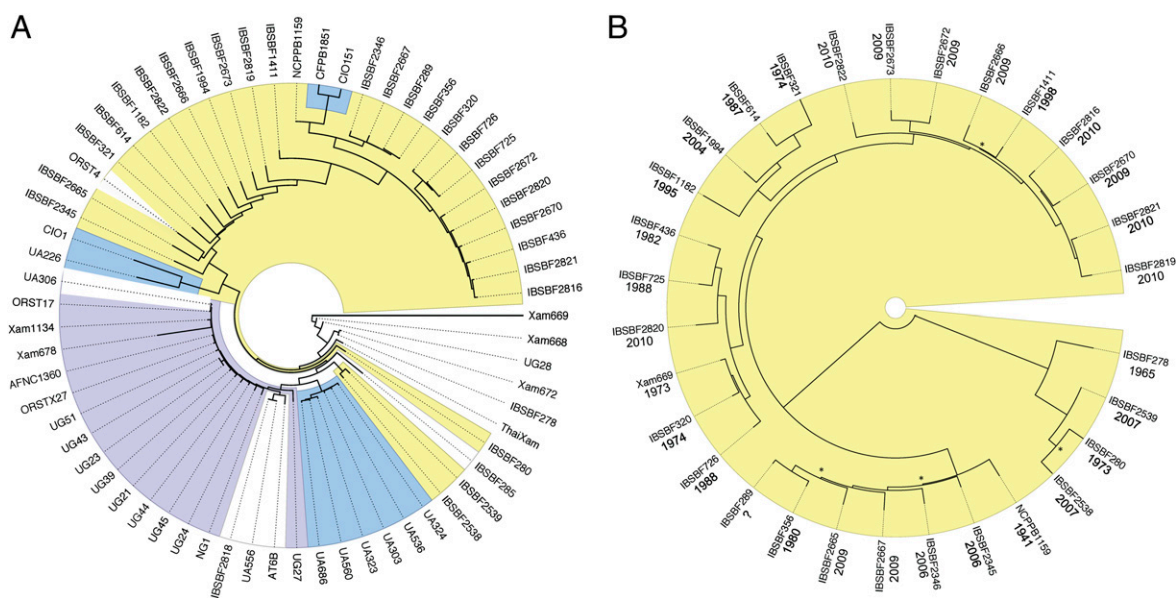 A
NCPPB1159
CFPB1851
CIO151
IBSBF2346
IBSBF2667
IBSBF289
IBSBF356
IBSBF320
IBSBF726
IBSBF725
IBSBF2672
IBSBF2820
IBSBF2670
IBSBF436
IBSBF2821
IBSBF2816
Xam669
Xam668
UG28
Xam672
IBSBF278
ThaiXam
IBSBF280
IBSBF285
IBSBF2539
IBSBF2538
UA324
UA536
UA303
UA323
UA560
UA686
UG27
AT6B
UA556
IBSBF2818
NG1
UG24
UG45
UG44
UG21
UG39
UG23
UG43
UG51
ORSTX27
AFNC1360
Xam678
Xam1134
ORST17
UA306
UA226
CIO1
IBSBF2345
IBSBF2665
ORST4
IBSBF321
IBSBF614
IBSBF1182
IBSBF2822
IBSBF2666
IBSBF1994
IBSBF2673
IBSBF2819
IBSBF1411
B
IBSBF2673
2009
IBSBF2672
2009
IBSBF2666
2009
IBSBF1411
1998
IBSBF2816
2010
IBSBF2670
2009
IBSBF2821
2010
IBSBF2819
2010
IBSBF278
1965
IBSBF2539
2007
IBSBF280
1973
IBSBF2538
2007
NCPPB1159
1941
IBSBF2345
2006
IBSBF2346
2006
IBSBF2667
2009
IBSBF2665
2009
IBSBF356
1980
IBSBF289
?
IBSBF726
1988
IBSBF320
1974
Xam669
1973
IBSBF2820
2010
IBSBF725
1988
IBSBF436
1982
IBSBF1182
1995
IBSBF1994
2004
IBSBF614
1987
IBSBF321
1974
IBSBF2822
2010
*
*
*
*